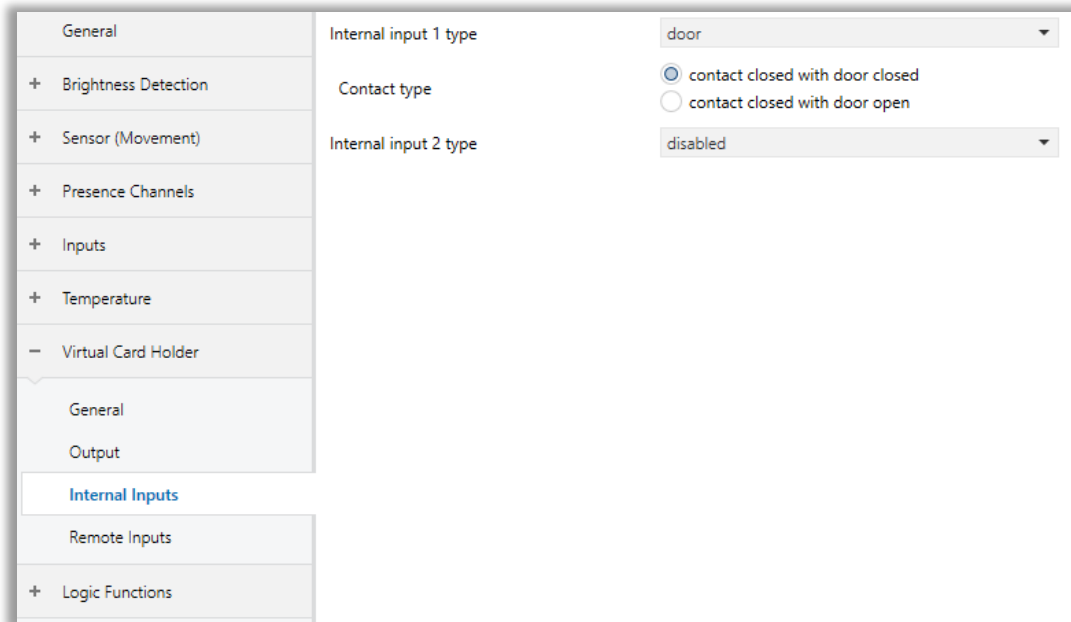 General
Brightness Detection
Sensor (Movement)
Presence Channels
Inputs
Temperature
Virtual Card Holder
General
Output
Internal Inputs
Remote Inputs
Logic Functions
Internal input 1 type
door
Contact type
contact closed with door closed
contact closed with door open
Internal input 2 type
disabled